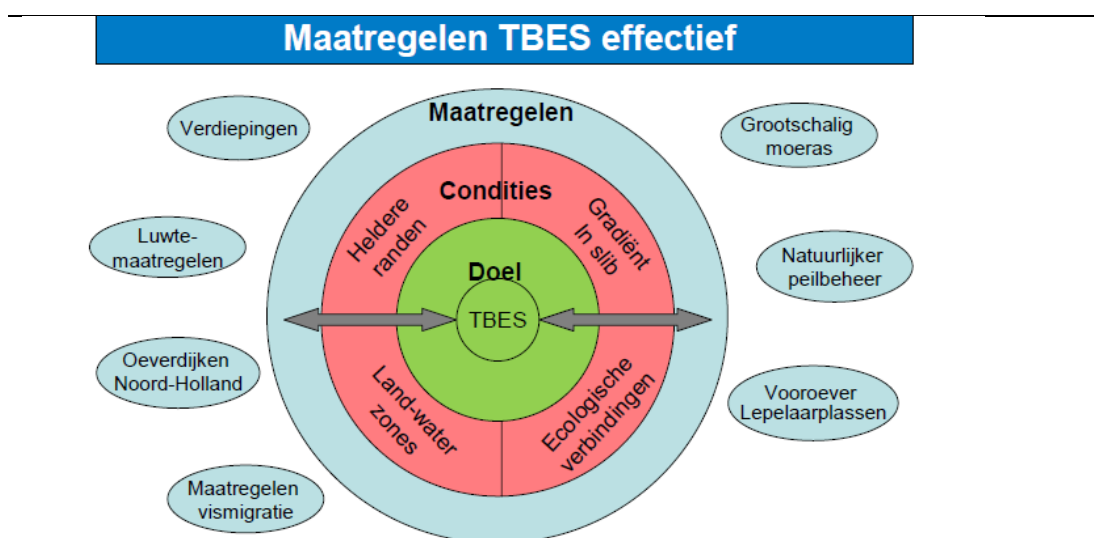 Maatregelen TBES effectief
Maatregelen
Verdiepingen
Grootschalig
moeras
Condities
Heldere
randen
Gradiënt
In slib
Luwte-
maatregelen
Natuurlijker
peilbeheer
Doel
TBES
Oeverdijken
Noord-Holland
Land-water
zones
Ecologische
verbindingen
Vooroever
Lepelaarplassen
Maatregelen
vismigratie